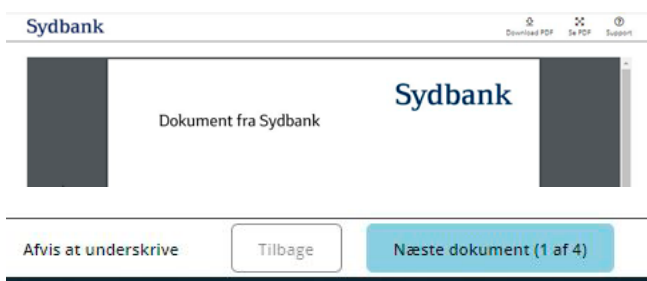 Sydbank
Download PDF Se PDF Support
Sydbank
Dokument fra Sydbank
Afvis at underskrive Tilbage Næste dokument (1 af 4)